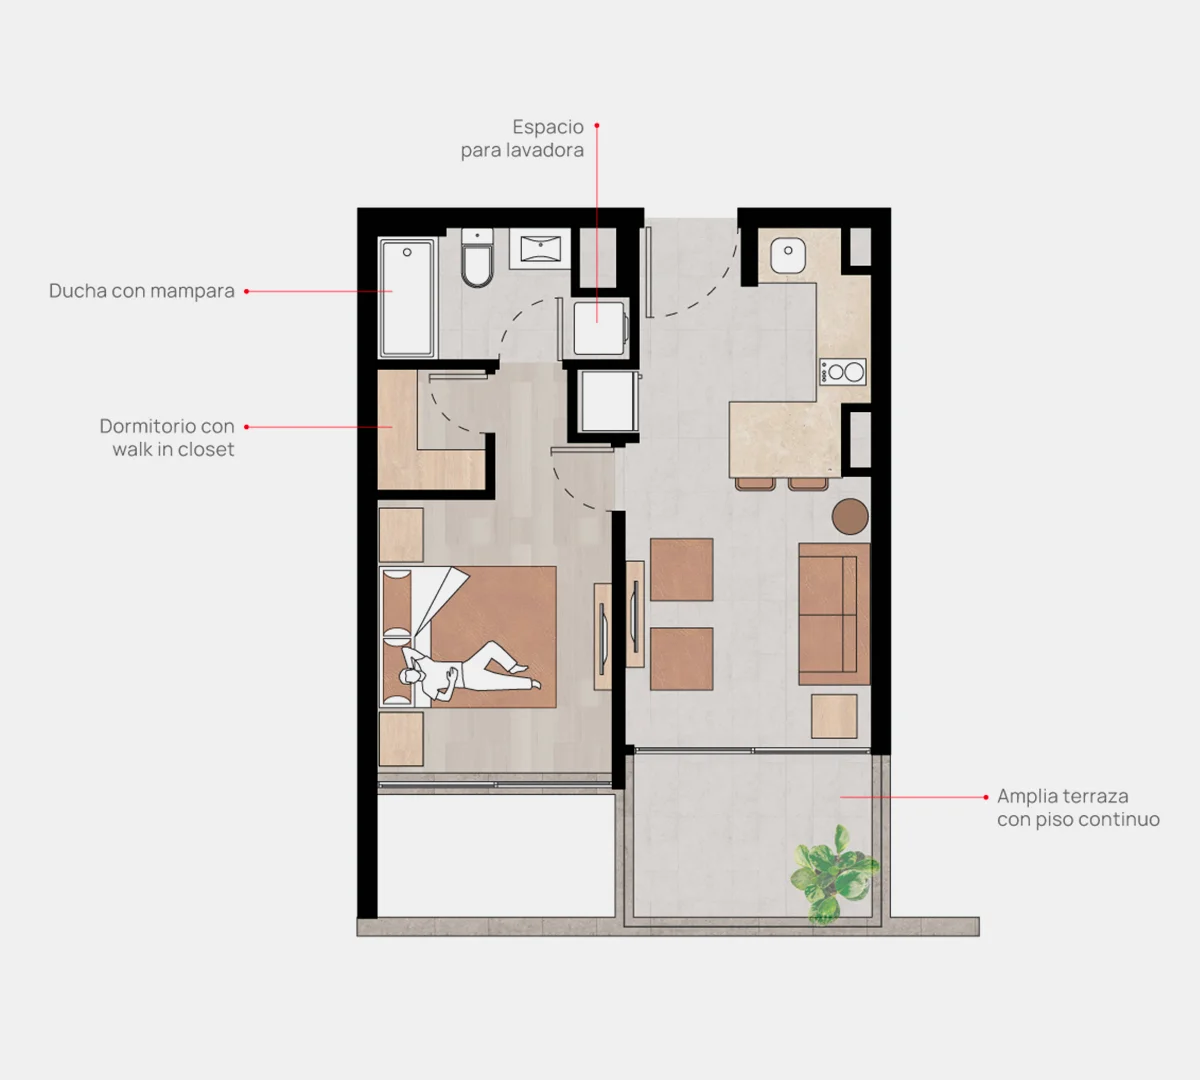 Espacio
para lavadora
Ducha con mampara
Dormitorio con
walk in closet
Amplia terraza
con piso continuo